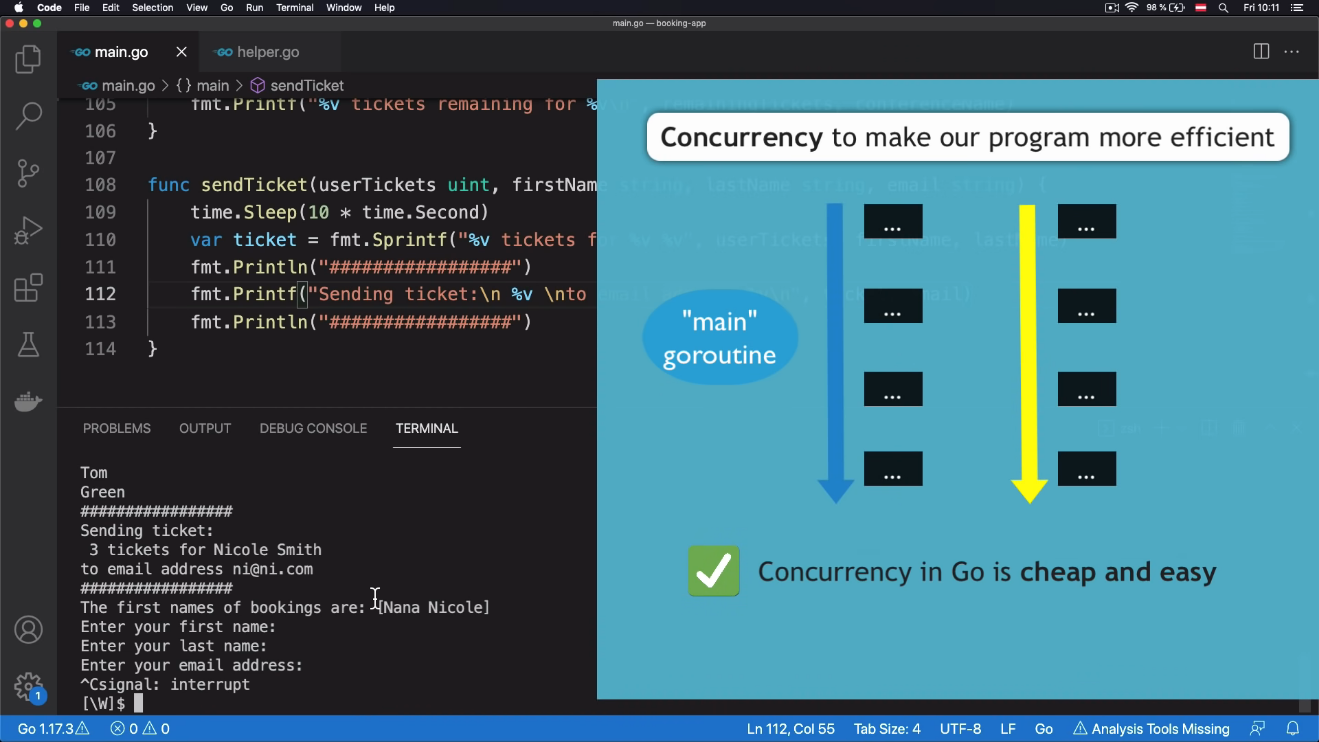 Code File Edit Selection View Go Run Terminal Window Help 98 % Fri 10:11
main.go — booking-app
main.go helper.go
main.go > {} main > sendTicket
105 fmt.Printf("%v tickets remaining for %v\n", remainingTickets, conferenceName)
106 }
107
108 func sendTicket(userTickets uint, firstName string, lastName string, email string) {
109 time.Sleep(10 * time.Second)
110 var ticket = fmt.Sprintf("%v tickets for %v %v", userTickets, firstName, lastName)
111 fmt.Println("#################")
112 fmt.Printf("Sending ticket:\n %v \nto
113 fmt.Println("#################")
114 }
Concurrency to make our program more efficient
"main"
goroutine
... ...
... ...
... ...
... ...
Concurrency in Go is cheap and easy
PROBLEMS OUTPUT DEBUG CONSOLE TERMINAL
Tom
Green
#################
Sending ticket:
3 tickets for Nicole Smith
to email address ni@ni.com
#################
The first names of bookings are: [Nana Nicole]
Enter your first name:
Enter your last name:
Enter your email address:
^Csignal: interrupt
[\W]$
1
Go 1.17.3 0 0 Ln 112, Col 55 Tab Size: 4 UTF-8 LF Go Analysis Tools Missing